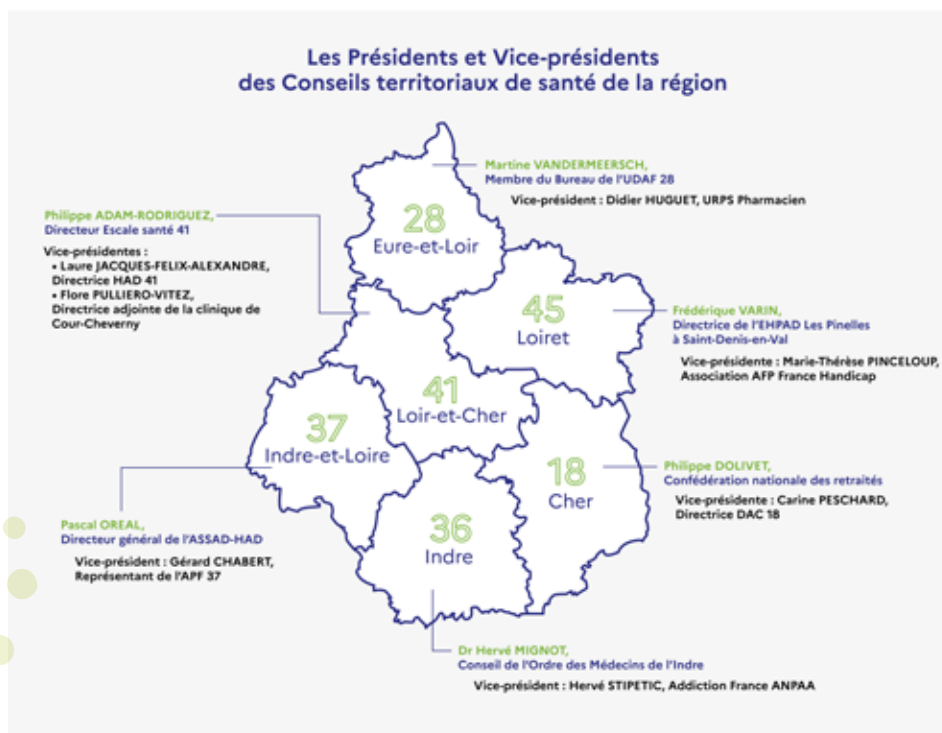 Les Présidents et Vice-présidents
des Conseils territoriaux de santé de la région
Martine VANDERMEERSCH,
Membre du Bureau de l'UDAF 28
Vice-président : Didier HUGUET, URPS Pharmacien
28
Eure-et-Loir
Philippe ADAM-RODRIGUEZ,
Directeur Escale santé 41
Vice-présidentes :
• Laure JACQUES-FELIX-ALEXANDRE,
Directrice HAD 41
• Flore PULLIERO-VITEZ,
Directrice adjointe de la clinique de
Cour-Cheverny
45
Loiret
Frédérique VARIN,
Directrice de l'EHPAD Les Pinelles
à Saint-Denis-en-Val
Vice-présidente : Marie-Thérèse PINCELOUP,
Association AFP France Handicap
41
Loir-et-Cher
37
Indre-et-Loire
18
Cher
Philippe DOLIVET,
Confédération nationale des retraités
Vice-présidente : Carine PESCHARD,
Directrice DAC 18
Pascal OREAL,
Directeur général de l'ASSAD-HAD
Vice-président : Gérard CHABERT,
Représentant de l'APF 37
36
Indre
Dr Hervé MIGNOT,
Conseil de l'Ordre des Médecins de l'Indre
Vice-président : Hervé STIPETIC, Addiction France ANPAA